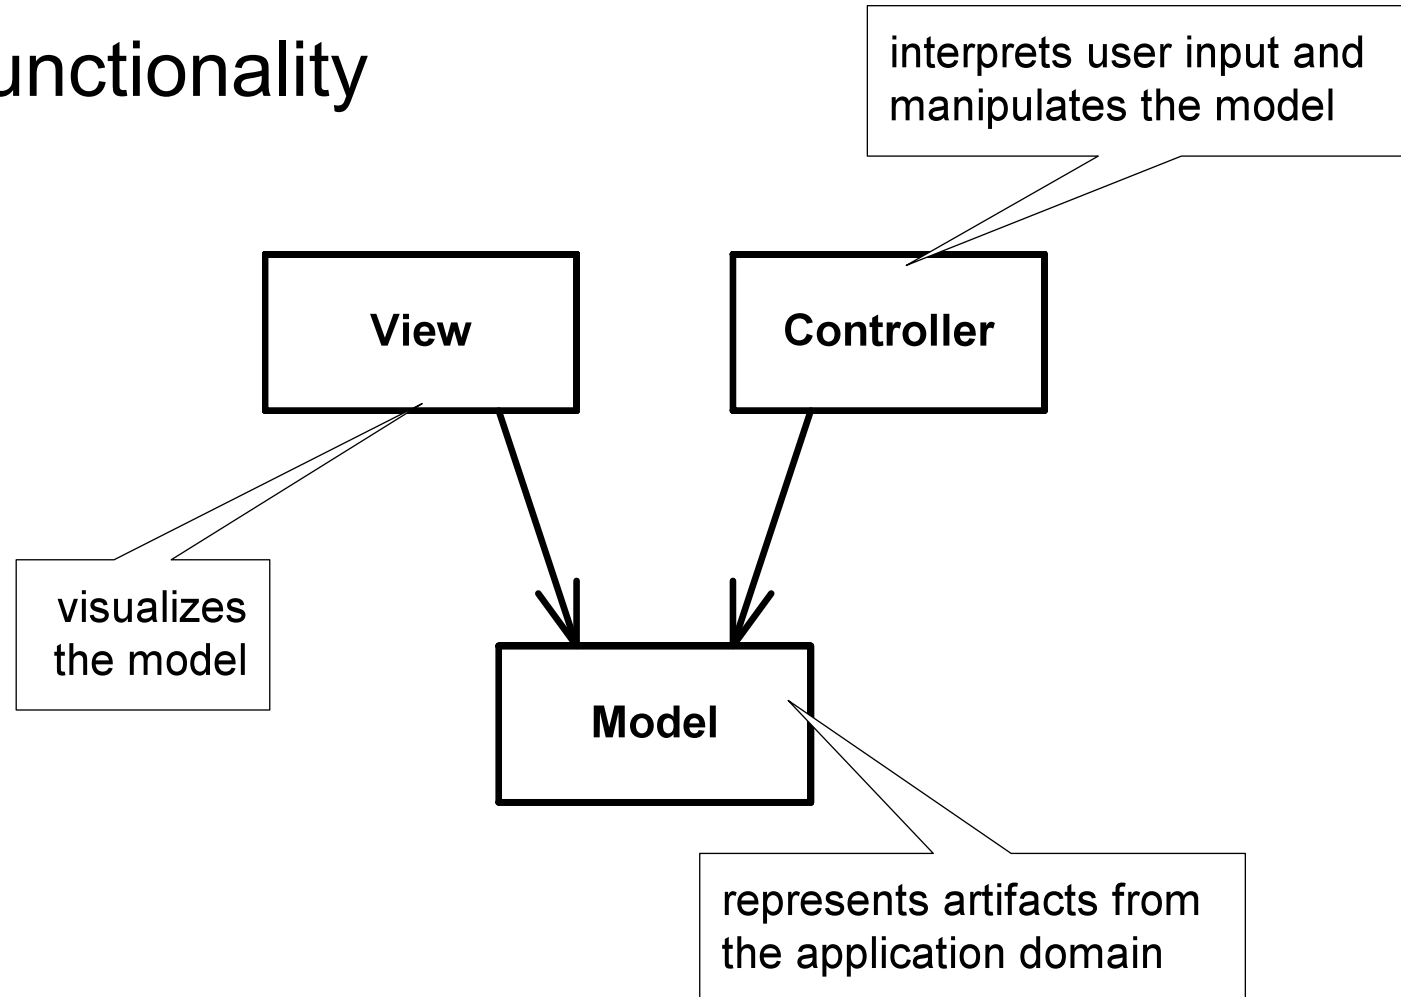 unctionality
interprets user input and
manipulates the model
View
Controller
visualizes
the model
Model
represents artifacts from
the application domain